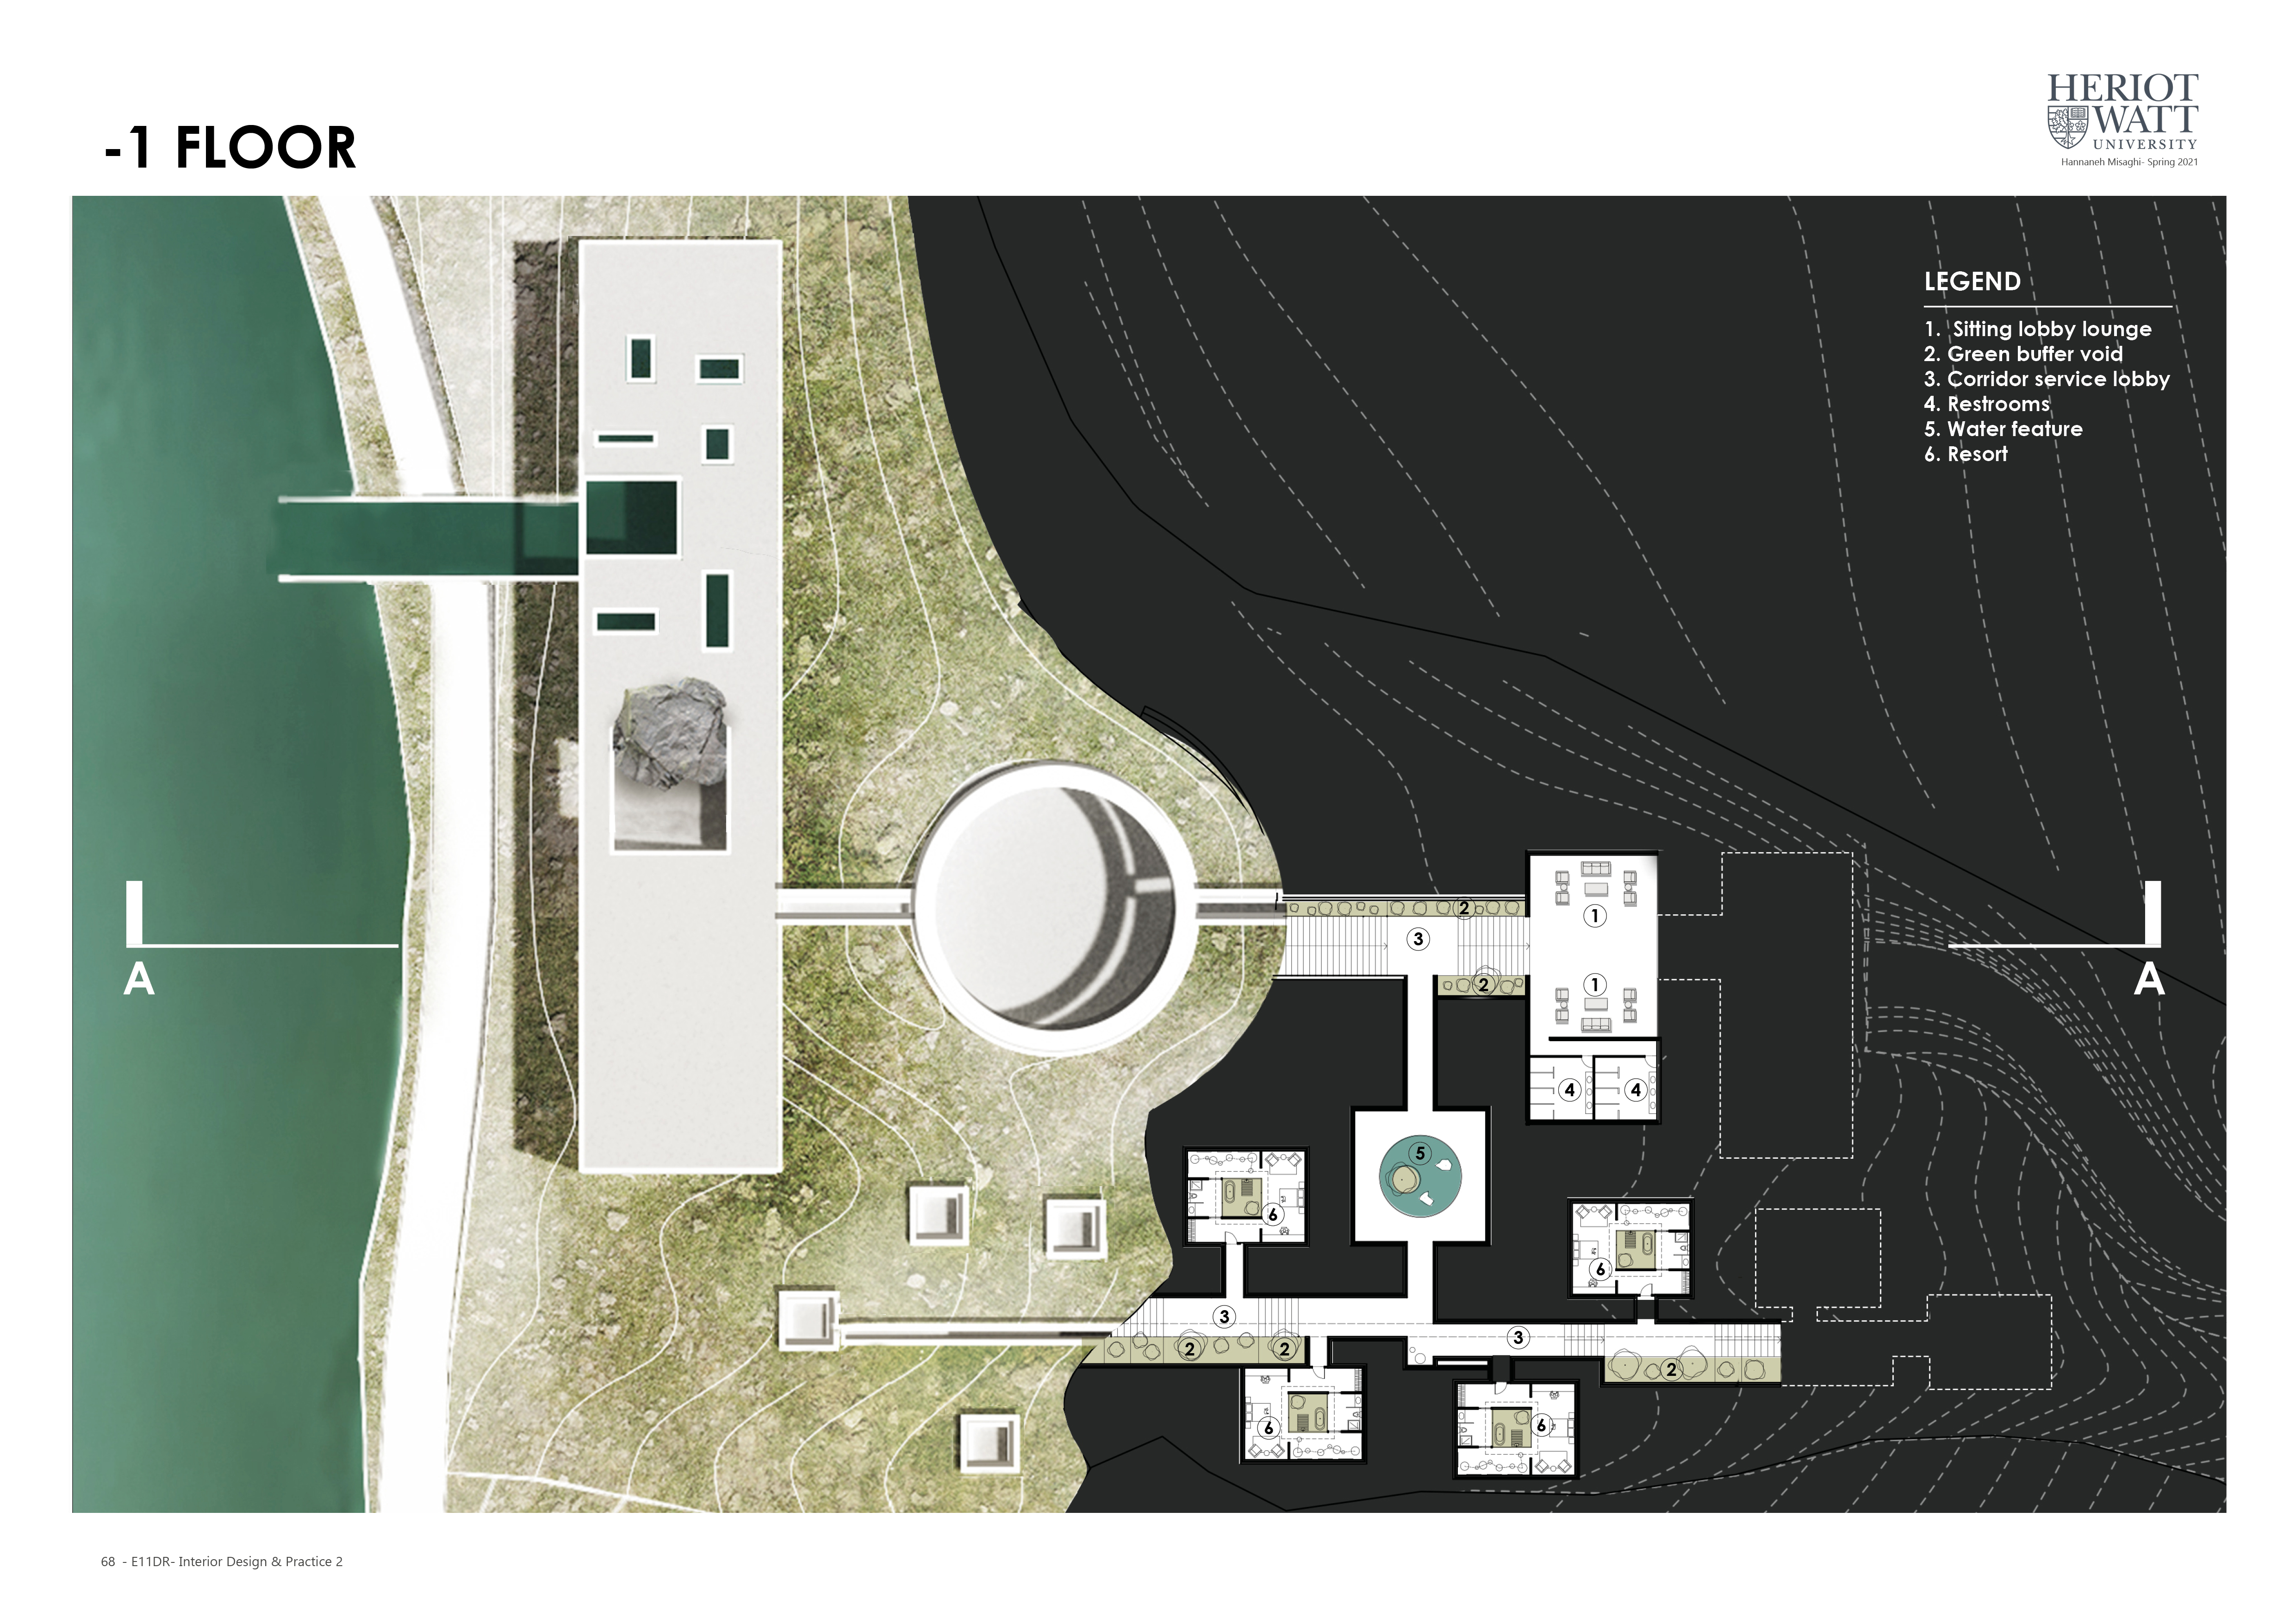 -1 FLOOR
HERIOT
WATT
UNIVERSITY
Hannaneh Misaghi- Spring 2021
LEGEND
1. Sitting lobby lounge
2. Green buffer void
3. Corridor service lobby
4. Restrooms
5. Water feature
6. Resort
2
1
3
1
2
A
A
4
4
5
6
6
3
3
2
2
2
6
6
68 - E11DR- Interior Design & Practice 2